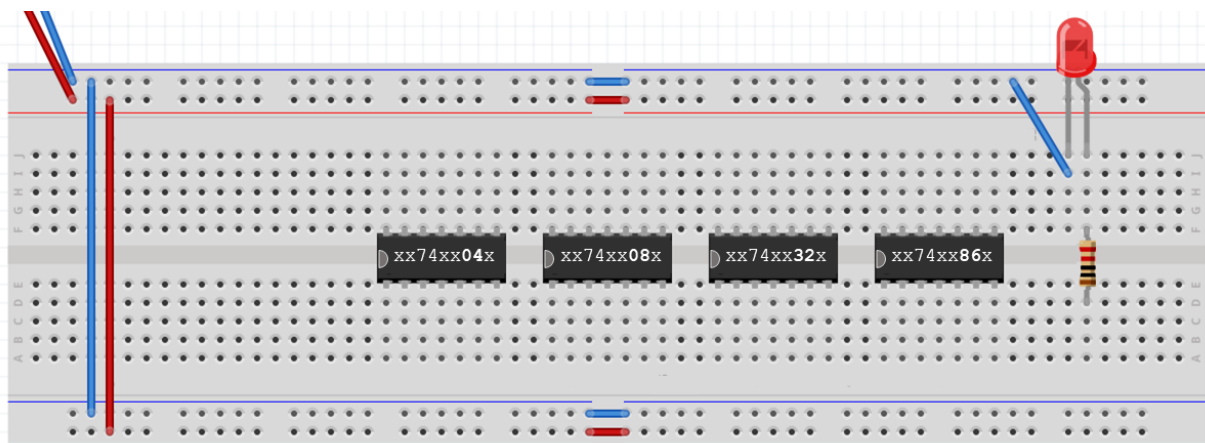 J
I
H
G
F
xx74xx04x
xx74xx08x
xx74xx32x
xx74xx86x
E
D
C
B
A
J
I
H
G
F
E
D
C
B
A